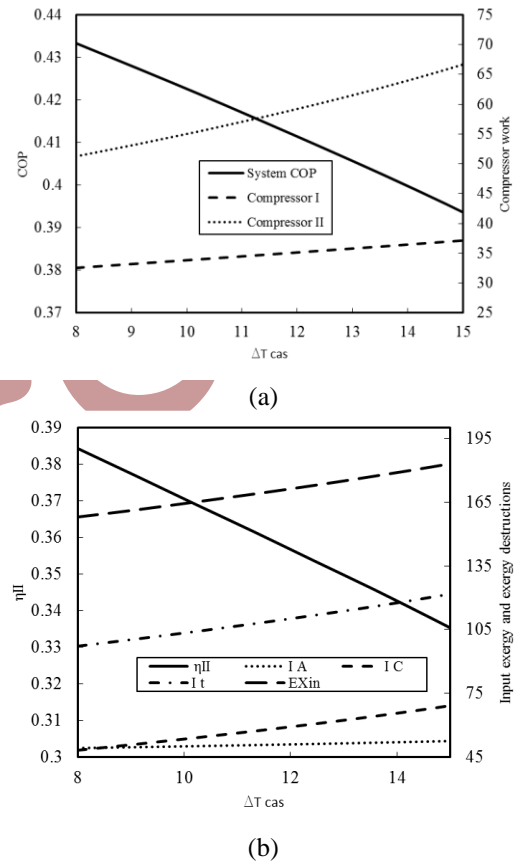 0.44
0.43
0.42
0.41
0.4
0.39
0.38
0.37
COP
75
70
65
60
55
50
45
40
35
30
25
Compressor work
System COP
Compressor I
Compressor II
8 9 10 11 12 13 14 15
ΔT cas
(a)
0.39
0.38
0.37
0.36
0.35
0.34
0.33
0.32
0.31
0.3
ηII
195
165
135
105
75
45
Input exergy and exergy destructions
ηII I A I C
I t EXin
8 10 12 14
ΔT cas
(b)